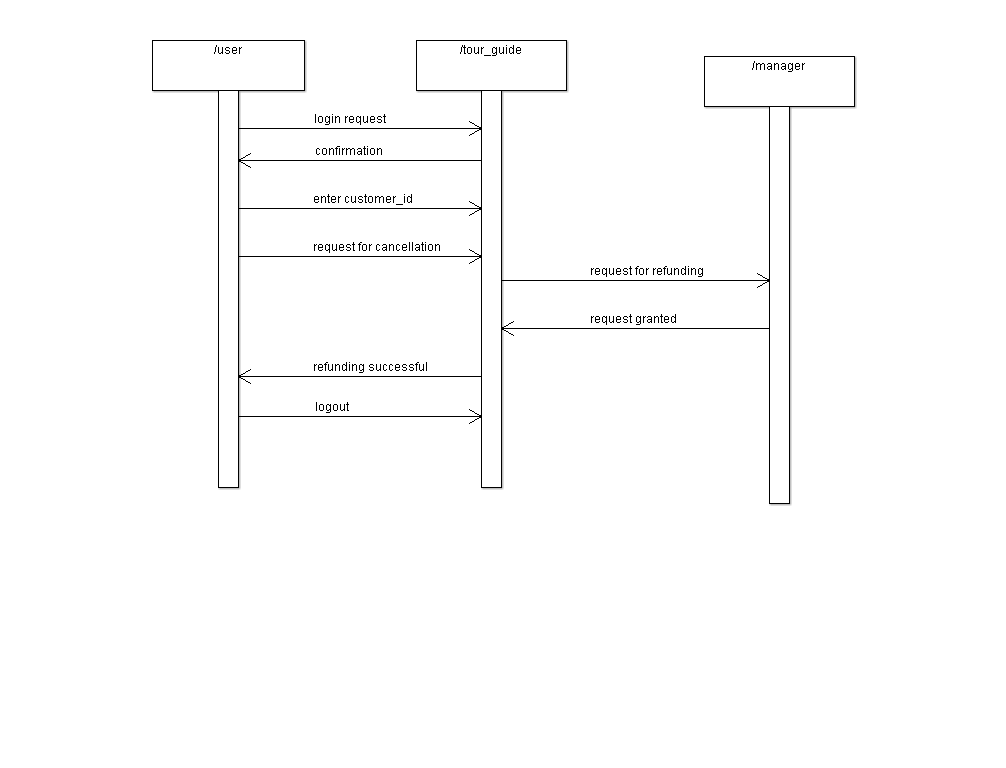 /user
/tour_guide
/manager
login request
confirmation
enter customer_id
request for cancellation
request for refunding
request granted
refunding successful
logout